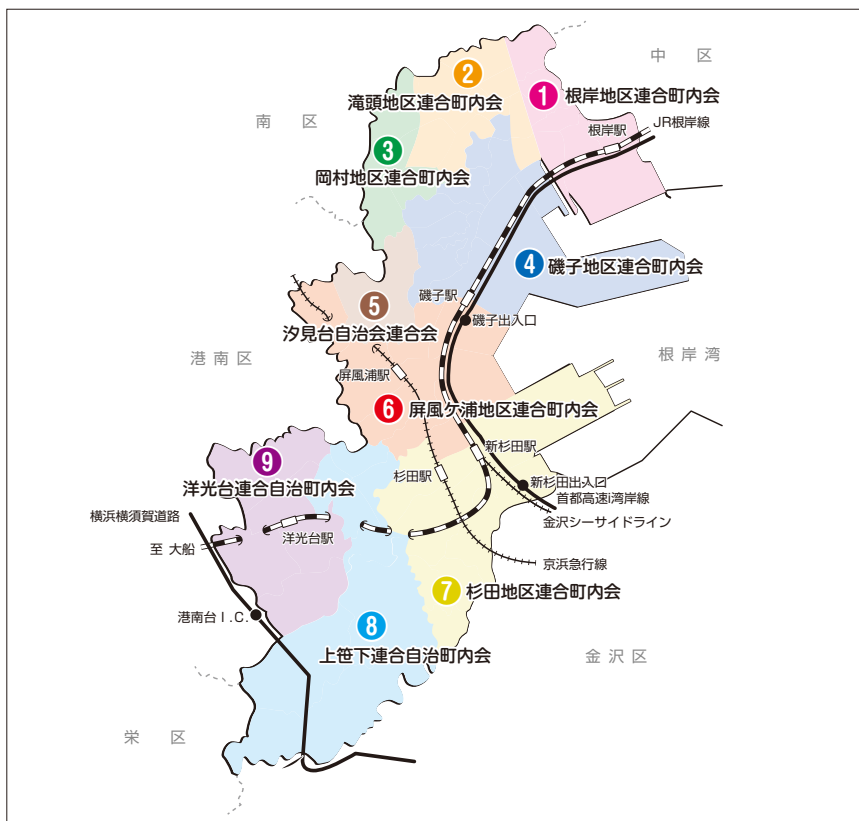 中 区
2
1
滝頭地区連合町内会
根岸地区連合町内会
南 区
根岸駅
JR根岸線
3
岡村地区連合町内会
4
磯子地区連合町内会
磯子駅
5
磯子出入口
汐見台自治会連合会
港南区
根岸湾
屏風浦駅
6
屏風ケ浦地区連合町内会
新杉田駅
9
杉田駅
洋光台連合自治町内会
新杉田出入口
首都高速i湾岸線
横浜横須賀道路
金沢シーサイドライン
洋光台駅
至 大船
京浜急行線
7
杉田地区連合町内会
港南台I.C.
8
上笹下連合自治町内会
金沢区
栄 区